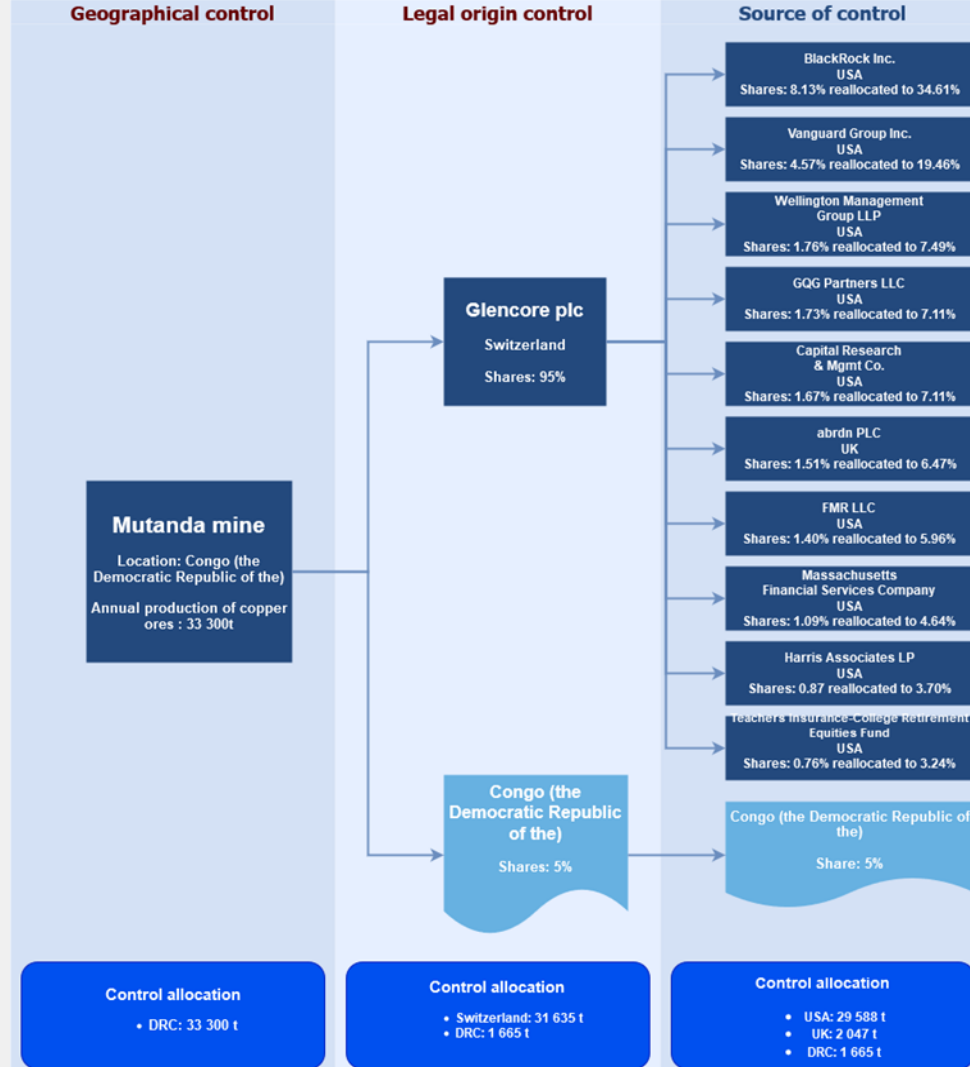 Geographical control
Legal origin control
Source of control
Mutanda mine
Location: Congo (the
Democratic Republic of the)
Annual production of copper
ores : 33 300t
Glencore plc
Switzerland
Shares: 95%
Congo (the
Democratic Republic
of the)
Shares: 5%
BlackRock Inc.
USA
Shares: 8.13% reallocated to 34.61%
Vanguard Group Inc.
USA
Shares: 4.57% reallocated to 19.46%
Wellington Management
Group LLP
USA
Shares: 1.76% reallocated to 7.49%
GQG Partners LLC
USA
Shares: 1.73% reallocated to 7.11%
Capital Research
& Mgmt Co.
USA
Shares: 1.67% reallocated to 7.11%
abrdn PLC
UK
Shares: 1.51% reallocated to 6.47%
FMR LLC
USA
Shares: 1.40% reallocated to 5.96%
Massachusetts
Financial Services Company
USA
Shares: 1.09% reallocated to 4.64%
Harris Associates LP
USA
Shares: 0.87 reallocated to 3.70%
Teachers Insurance-College Retirement
Equities Fund
USA
Shares: 0.76% reallocated to 3.24%
Congo (the Democratic Republic of
the)
Share: 5%
Control allocation
• DRC: 33 300 t
Control allocation
• Switzerland: 31 635 t
• DRC: 1 665 t
Control allocation
• USA: 29 588 t
• UK: 2 047 t
• DRC: 1 665 t